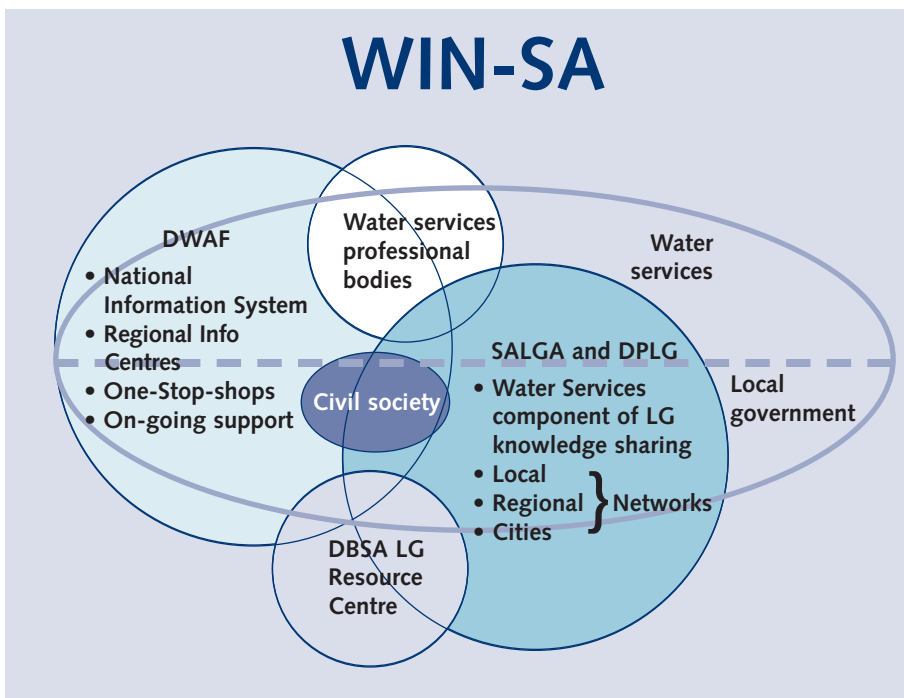 WIN-SA
DWAF
• National
Information System
• Regional Info
Centres
• One-Stop-shops
• On-going support
Water services
professional
bodies
Water
services
Civil society
SALGA and DPLG
• Water Services
component of LG
knowledge sharing
• Local
• Regional } Networks
• Cities
Local
government
DBSA LG
Resource
Centre